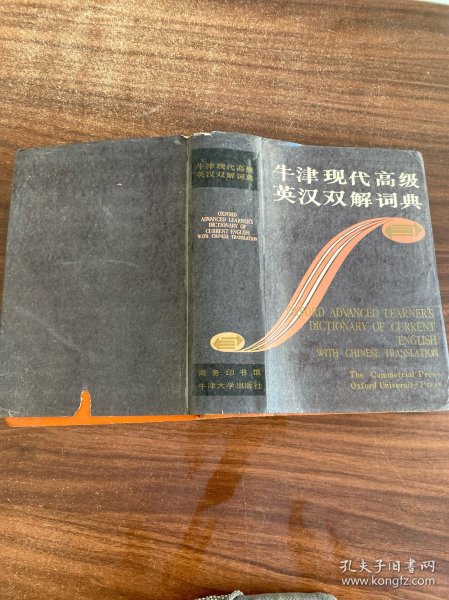 牛津现代高级
英汉双解词典
OXFORD
ADVANCED LEARNER'S
DICTIONARY OF
CURRENT ENGLISH
WITH CHINESE TRANSLATION
商务印书馆
牛津大学出版社
牛津现代高级
英汉双解词典
OXFORD ADVANCED LEARNER'S
DICTIONARY OF CURRENT
ENGLISH
WITH CHINESE TRANSLATION
The Commercial Press
Oxford University Press
孔夫子旧书网
www.kongfz.com